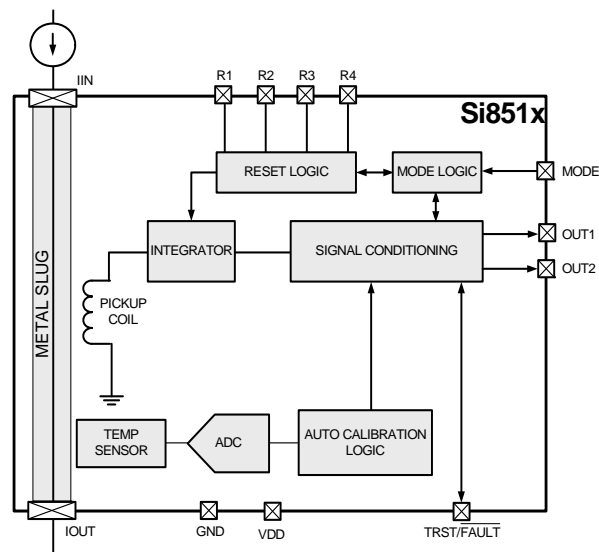 IIN
R1
R2
R3
R4
Si851x
RESET LOGIC
MODE LOGIC
MODE
METAL SLUG
INTEGRATOR
SIGNAL CONDITIONING
OUT1
OUT2
PICKUP
COIL
TEMP
SENSOR
ADC
AUTO CALIBRATION
LOGIC
IOUT
GND
VDD
TRST/FAULT